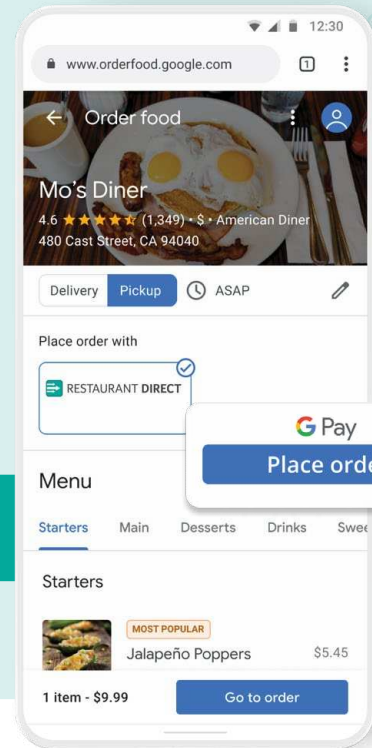 12:30
www.orderfood.google.com
1
Order food
Mo's Diner
4.6 ★★★★★ (1,349) • $ • American Diner
480 Cast Street, CA 94040
Delivery Pickup ASAP
Place order with
RESTAURANT DIRECT
G Pay
Place orde
Menu
Starters Main Desserts Drinks Swee
Starters
MOST POPULAR
Jalapeño Poppers $5.45
1 item - $9.99 Go to order